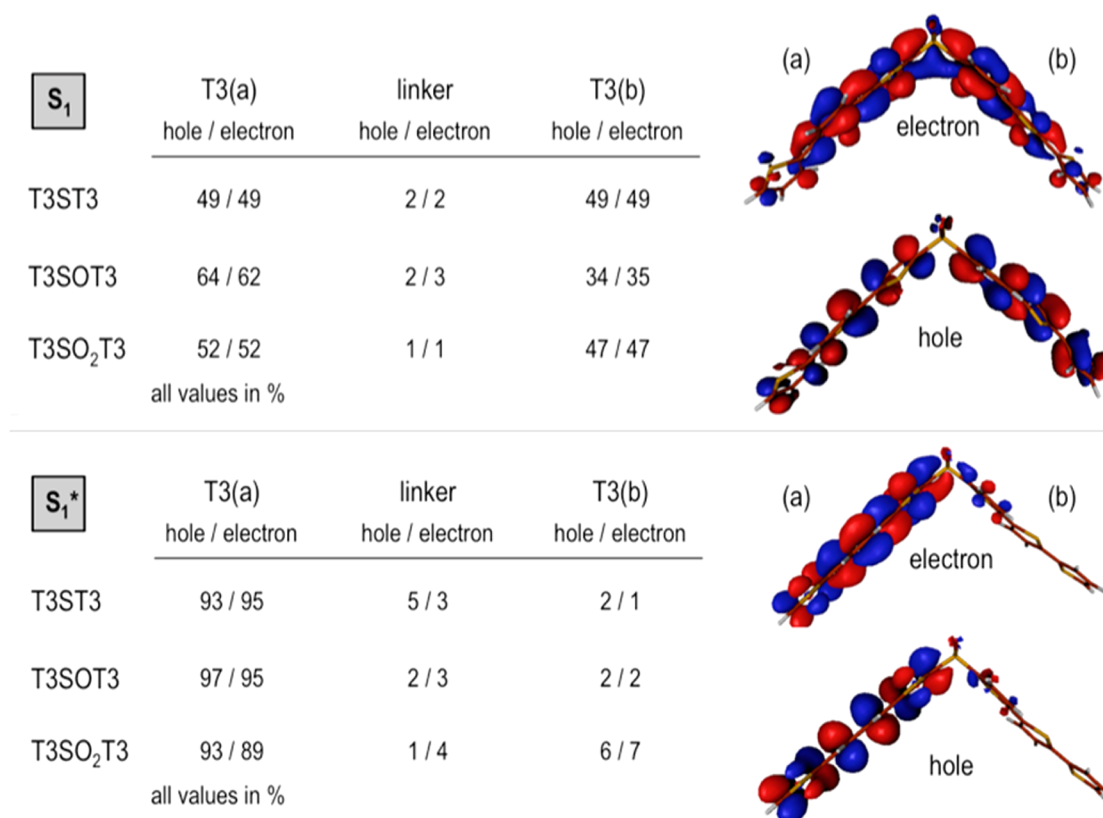 S₁
T3(a) linker T3(b)
hole / electron hole / electron hole / electron
T3ST3 49 / 49 2 / 2 49 / 49
T3SOT3 64 / 62 2 / 3 34 / 35
T3SO₂T3 52 / 52 1 / 1 47 / 47
all values in %
(a) (b)
electron
hole
S₁*
T3(a) linker T3(b)
hole / electron hole / electron hole / electron
T3ST3 93 / 95 5 / 3 2 / 1
T3SOT3 97 / 95 2 / 3 2 / 2
T3SO₂T3 93 / 89 1 / 4 6 / 7
all values in %
(a) (b)
electron
hole